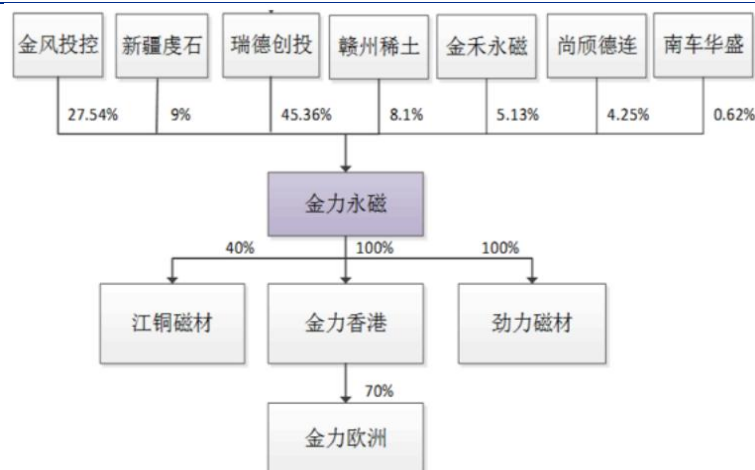 金风投控
新疆虔石
瑞德创投
赣州稀土
金禾永磁
尚颀德连
南车华盛
27.54%
9%
45.36%
8.1%
5.13%
4.25%
0.62%
金力永磁
40%
100%
100%
江铜磁材
金力香港
劲力磁材
70%
金力欧洲